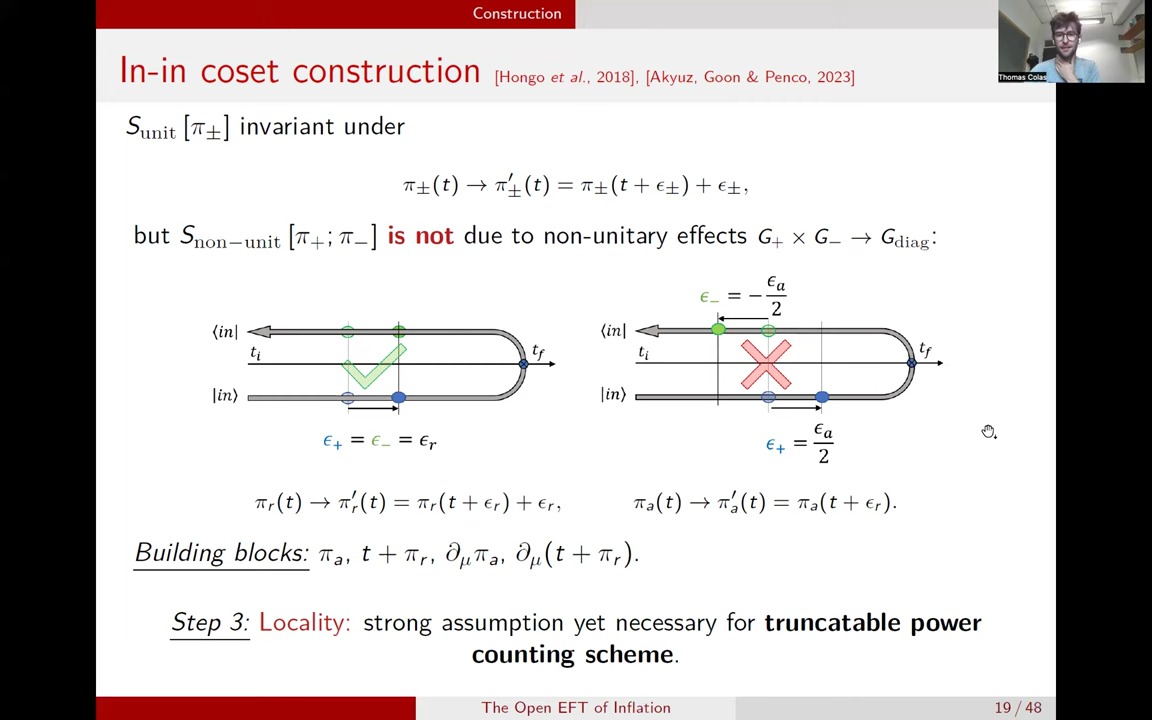 Construction
In-in coset construction [Hongo et al., 2018], [Akyuz, Goon & Penco, 2023]
Thomas Colas
S_unit [π_±] invariant under
π_±(t) → π′_±(t) = π_±(t + ϵ_±) + ϵ_±,
but S_non−unit [π_+; π_−] is not due to non-unitary effects G_+ × G_− → G_diag:
ϵ_− = −ϵ_a/2
⟨in| t_i t_f |in⟩
⟨in| t_i t_f |in⟩
ϵ_+ = ϵ_− = ϵ_r
ϵ_+ = ϵ_a/2
π_r(t) → π′_r(t) = π_r(t + ϵ_r) + ϵ_r, π_a(t) → π′_a(t) = π_a(t + ϵ_r).
Building blocks: π_a, t + π_r, ∂_μπ_a, ∂_μ(t + π_r).
Step 3: Locality: strong assumption yet necessary for truncatable power
counting scheme.
The Open EFT of Inflation
19 / 48